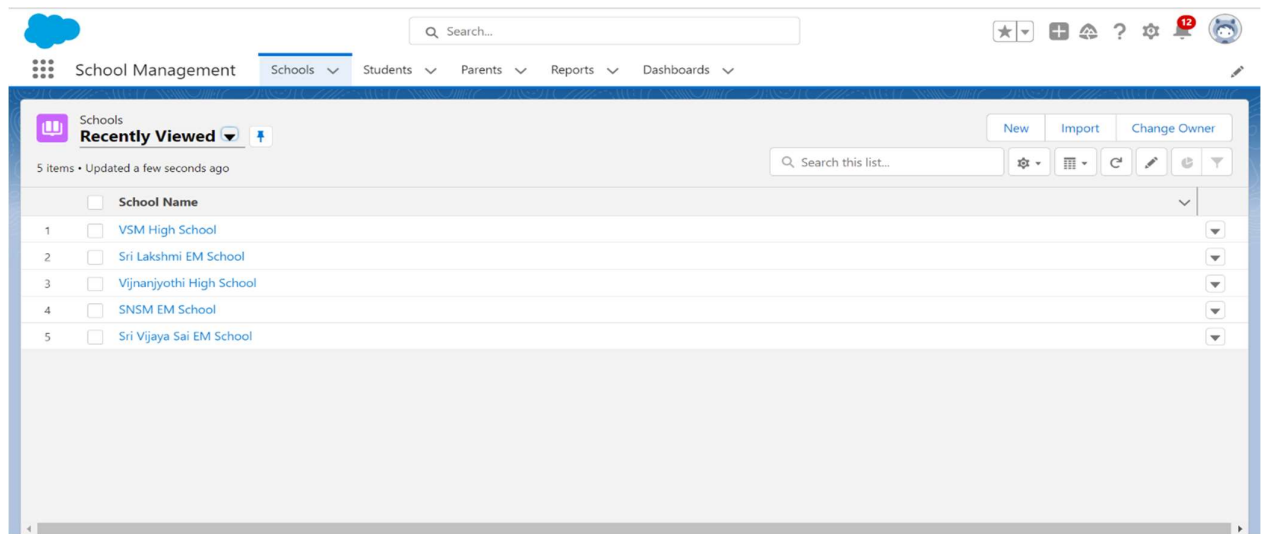 Search...
12
School Management Schools Students Parents Reports Dashboards
Schools
Recently Viewed
New Import Change Owner
5 items • Updated a few seconds ago
Search this list...
School Name
1 VSM High School
2 Sri Lakshmi EM School
3 Vijnanjyothi High School
4 SNSM EM School
5 Sri Vijaya Sai EM School